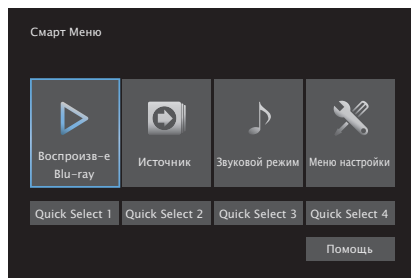 Смарт Меню
Воспроизв-е
Blu-ray
Источник
Звуковой режим
Меню настройки
Quick Select 1
Quick Select 2
Quick Select 3
Quick Select 4
Помощь